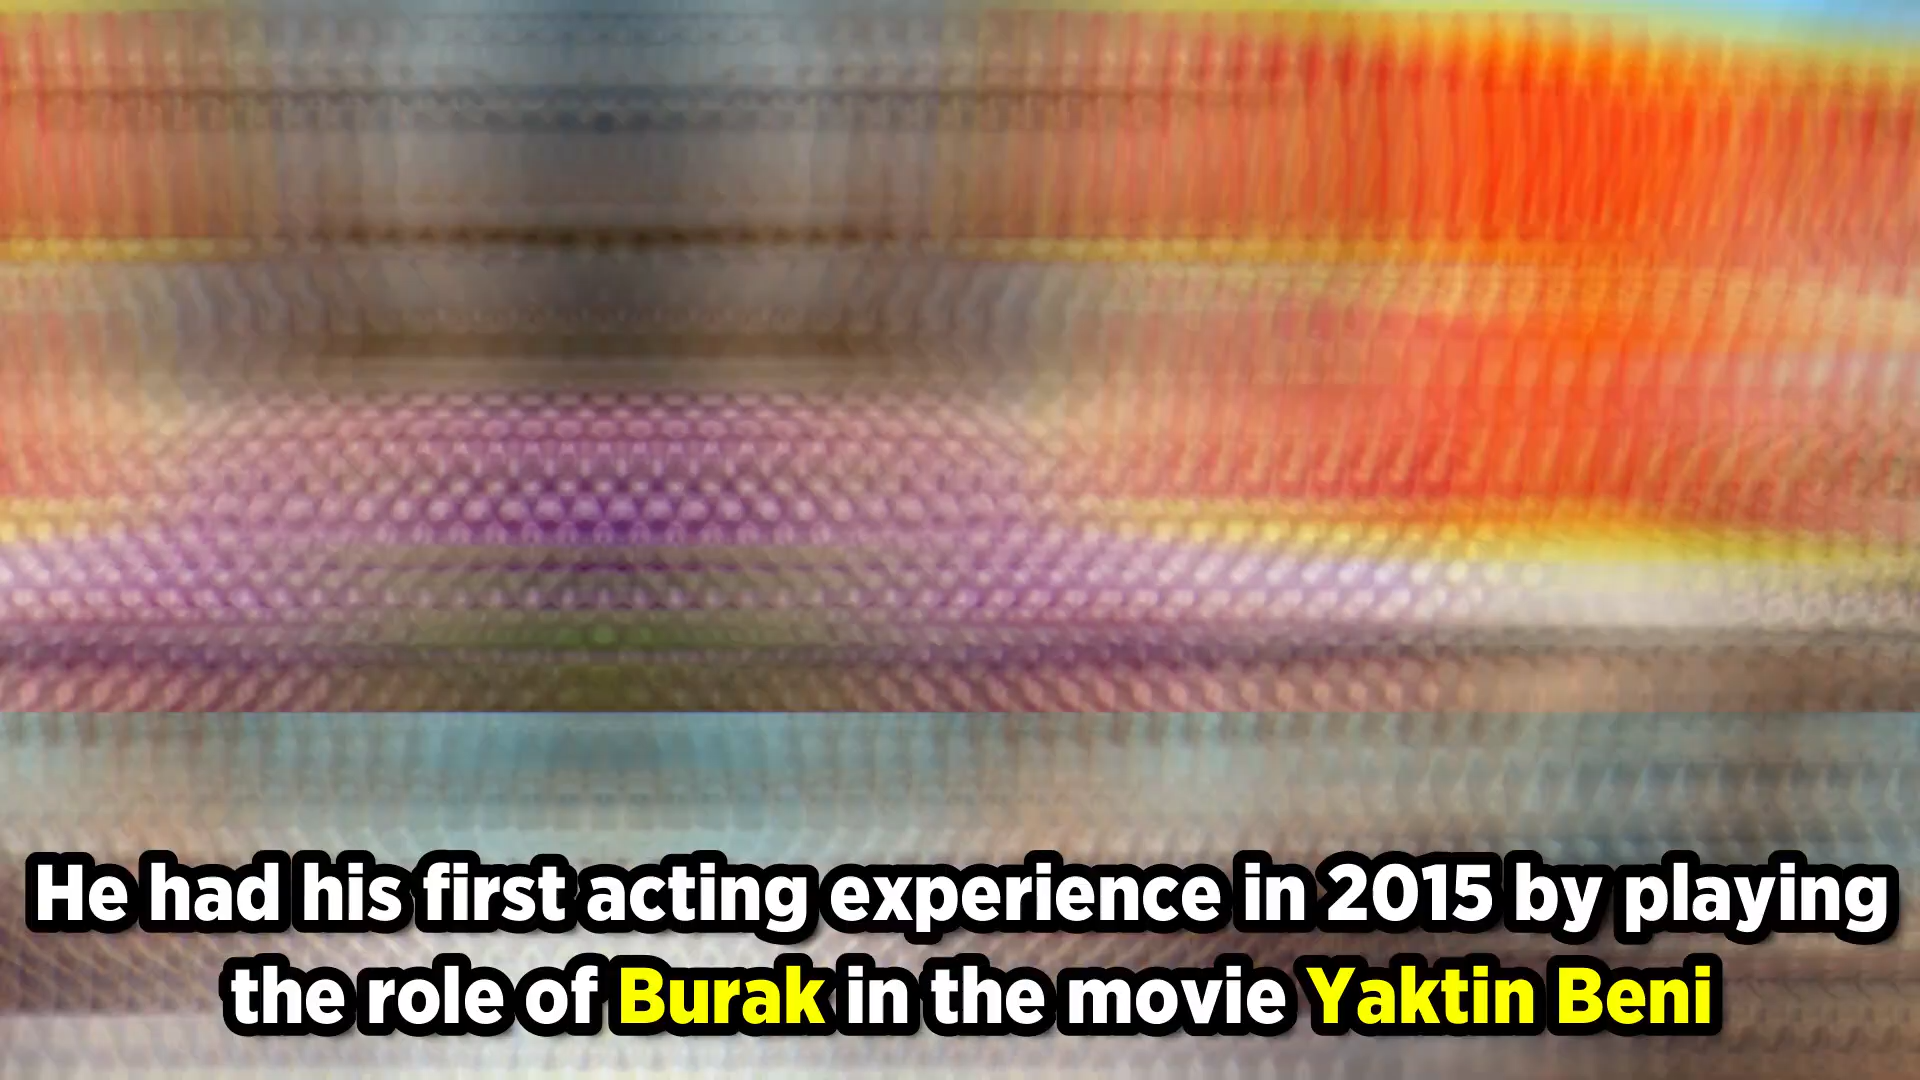 He had his first acting experience in 2015 by playing
the role of Burak in the movie Yaktin Beni